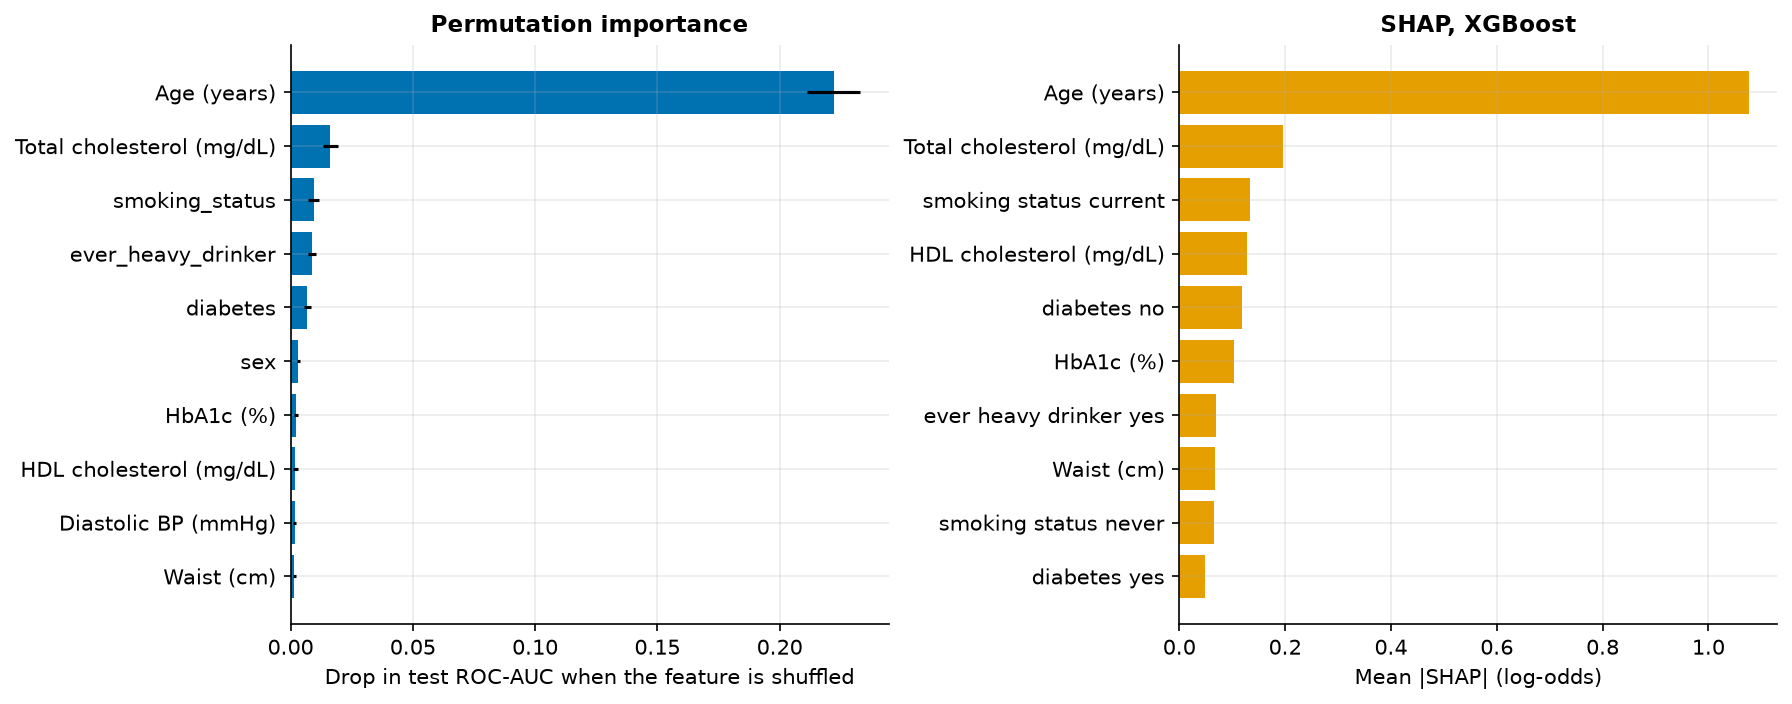 Permutation importance
Age (years)
Total cholesterol (mg/dL)
smoking_status
ever_heavy_drinker
diabetes
sex
HbA1c (%)
HDL cholesterol (mg/dL)
Diastolic BP (mmHg)
Waist (cm)
0.00 0.05 0.10 0.15 0.20
Drop in test ROC-AUC when the feature is shuffled
SHAP, XGBoost
Age (years)
Total cholesterol (mg/dL)
smoking status current
HDL cholesterol (mg/dL)
diabetes no
HbA1c (%)
ever heavy drinker yes
Waist (cm)
smoking status never
diabetes yes
0.0 0.2 0.4 0.6 0.8 1.0
Mean |SHAP| (log-odds)